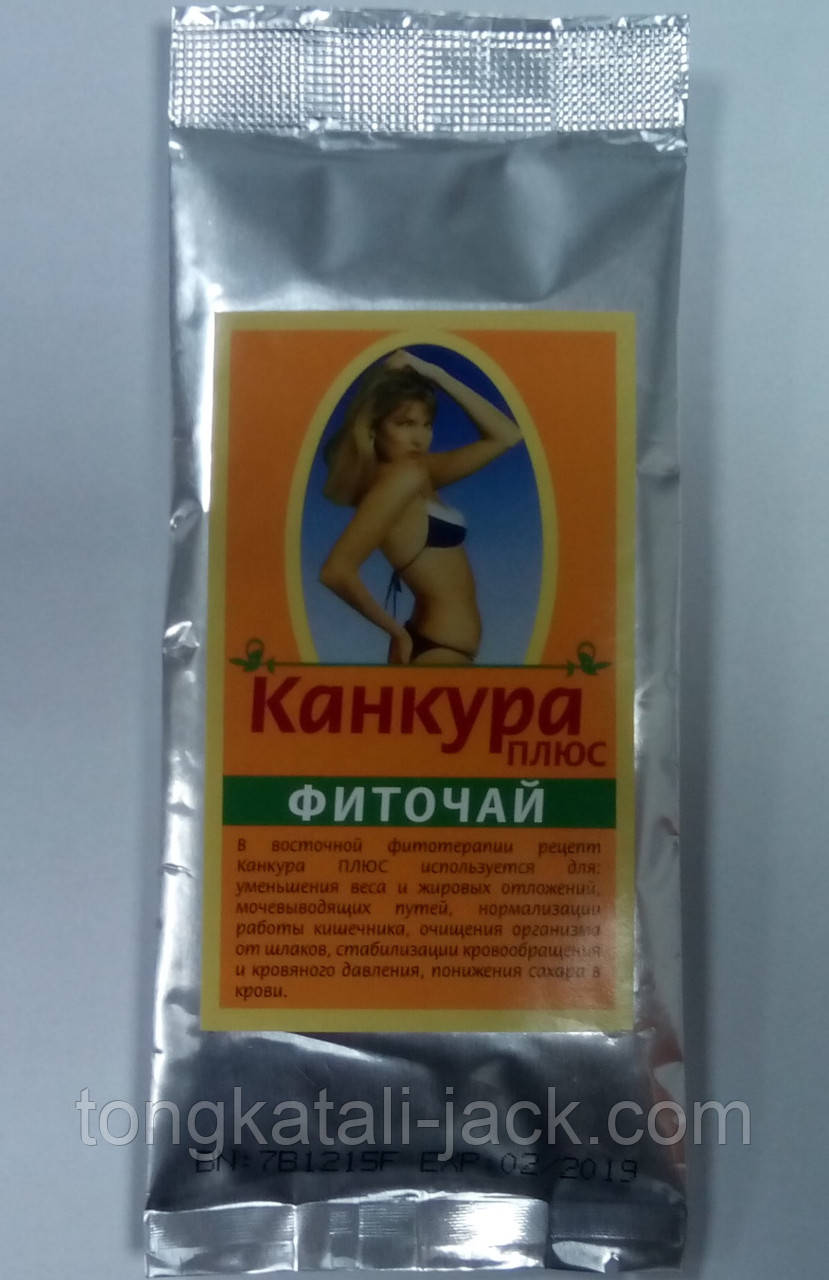 Канкура
ПЛЮС
ФИТОЧАЙ
В восточной фитотерапии рецепт
Канкура ПЛЮС используется для:
уменьшения веса и жировых отложений,
мочевыводящих путей, нормализации
работы кишечника, очищения организма
от шлаков, стабилизации кровообращения
и кровяного давления, понижения сахара в
крови.
tongkatali-jack.com
BN:7B1215F EXP:02/2019